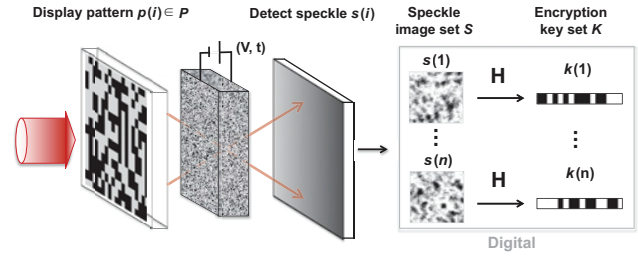 Display pattern p(i) ∈ P
Detect speckle s(i)
Speckle
image set S
Encryption
key set K
(V, t)
s(1)
H
k(1)
s(n)
H
k(n)
Digital